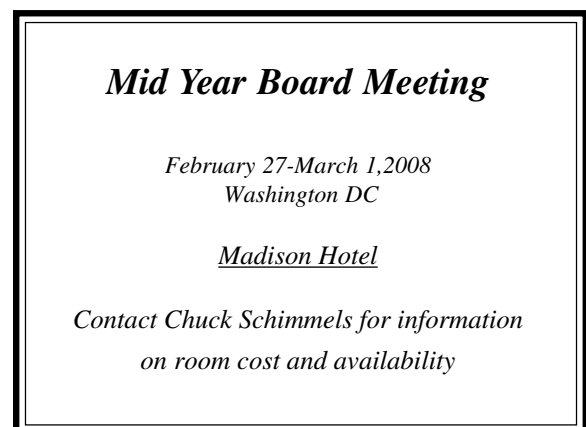 Mid Year Board Meeting
February 27-March 1,2008
Washington DC
Madison Hotel
Contact Chuck Schimmels for information
on room cost and availability